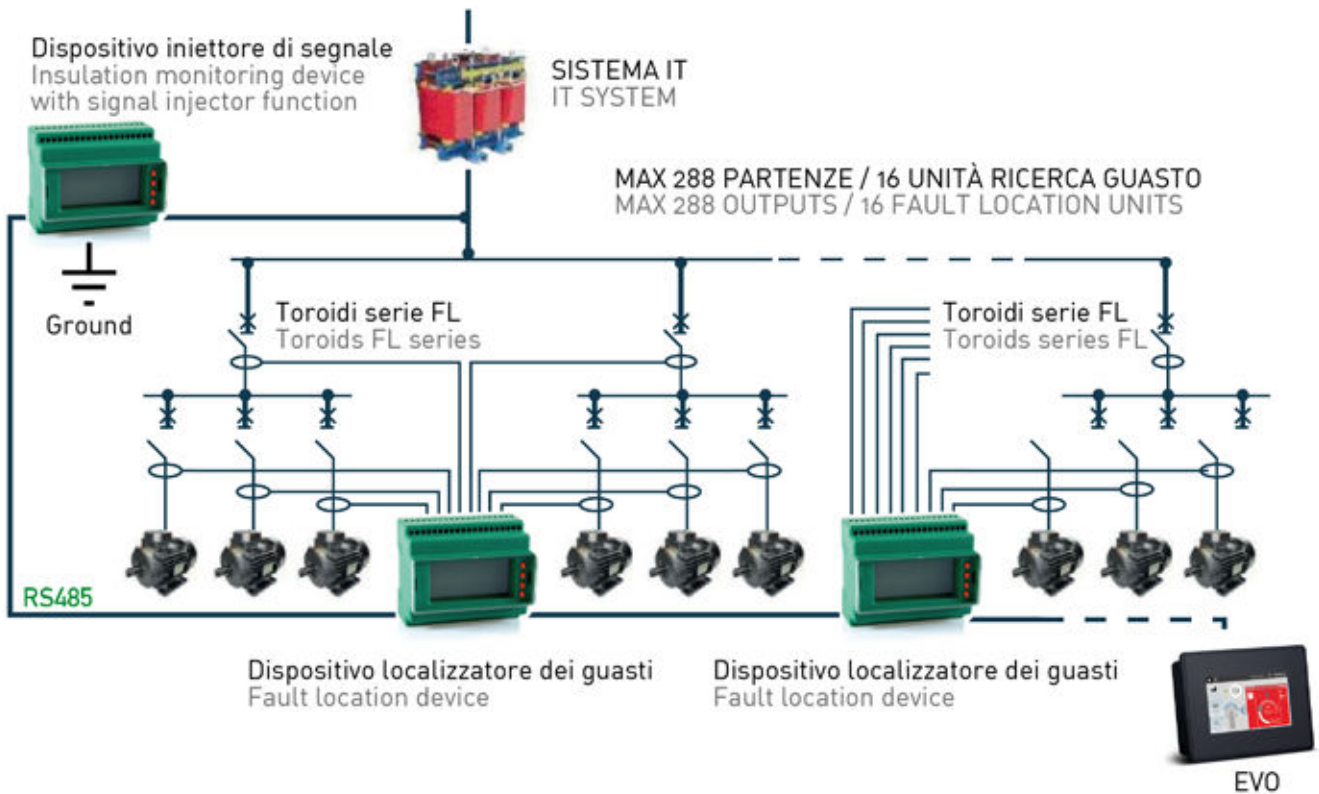 Dispositivo iniettore di segnale
Insulation monitoring device
with signal injector function
SISTEMA IT
IT SYSTEM
MAX 288 PARTENZE / 16 UNITÀ RICERCA GUASTO
MAX 288 OUTPUTS / 16 FAULT LOCATION UNITS
Ground
Toroidi serie FL
Toroids FL series
Toroidi serie FL
Toroids series FL
RS485
Dispositivo localizzatore dei guasti
Fault location device
Dispositivo localizzatore dei guasti
Fault location device
EVO